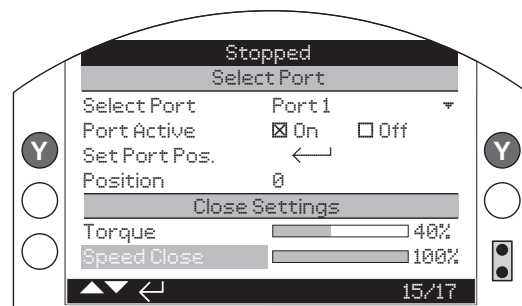 Stopped
Select Port
Select Port Port 1
Port Active On Off
Set Port Pos.
Position 0
Close Settings
Torque 40%
Speed Close 100%
15/17
Y
Y